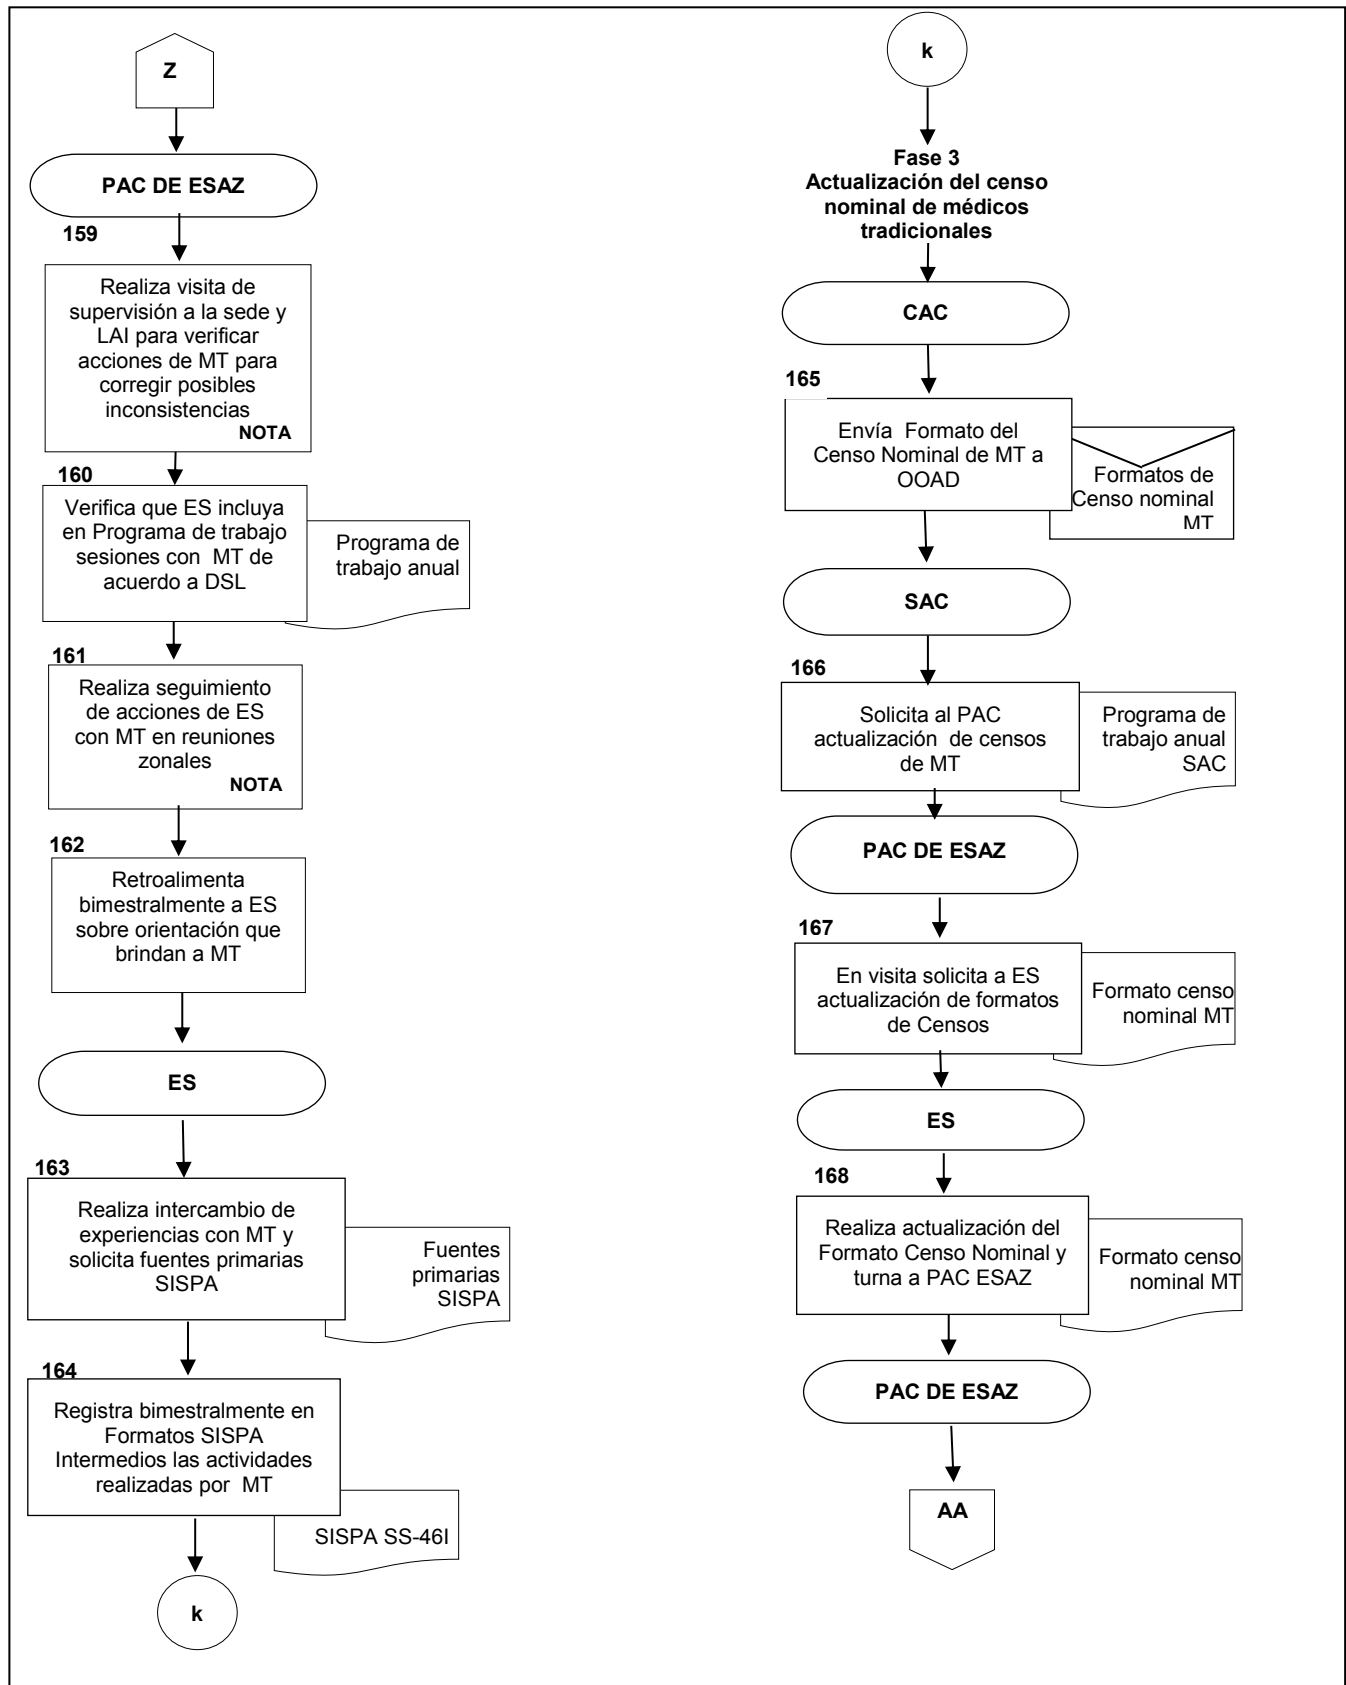 Z
PAC DE ESAZ
159
Realiza visita de
supervisión a la sede y
LAI para verificar
acciones de MT para
corregir posibles
inconsistencias
NOTA
160
Verifica que ES incluya
en Programa de trabajo
sesiones con MT de
acuerdo a DSL
Programa de
trabajo anual
161
Realiza seguimiento
de acciones de ES
con MT en reuniones
zonales
NOTA
162
Retroalimenta
bimestralmente a ES
sobre orientación que
brindan a MT
ES
163
Realiza intercambio de
experiencias con MT y
solicita fuentes primarias
SISPA
Fuentes
primarias
SISPA
164
Registra bimestralmente en
Formatos SISPA
Intermedios las actividades
realizadas por MT
SISPA SS-46I
k
k
Fase 3
Actualización del censo
nominal de médicos
tradicionales
CAC
165
Envía Formato del
Censo Nominal de MT a
OOAD
Formatos de
Censo nominal
MT
SAC
166
Solicita al PAC
actualización de censos
de MT
Programa de
trabajo anual
SAC
PAC DE ESAZ
167
En visita solicita a ES
actualización de formatos
de Censos
Formato censo
nominal MT
ES
168
Realiza actualización del
Formato Censo Nominal y
turna a PAC ESAZ
Formato censo
nominal MT
PAC DE ESAZ
AA